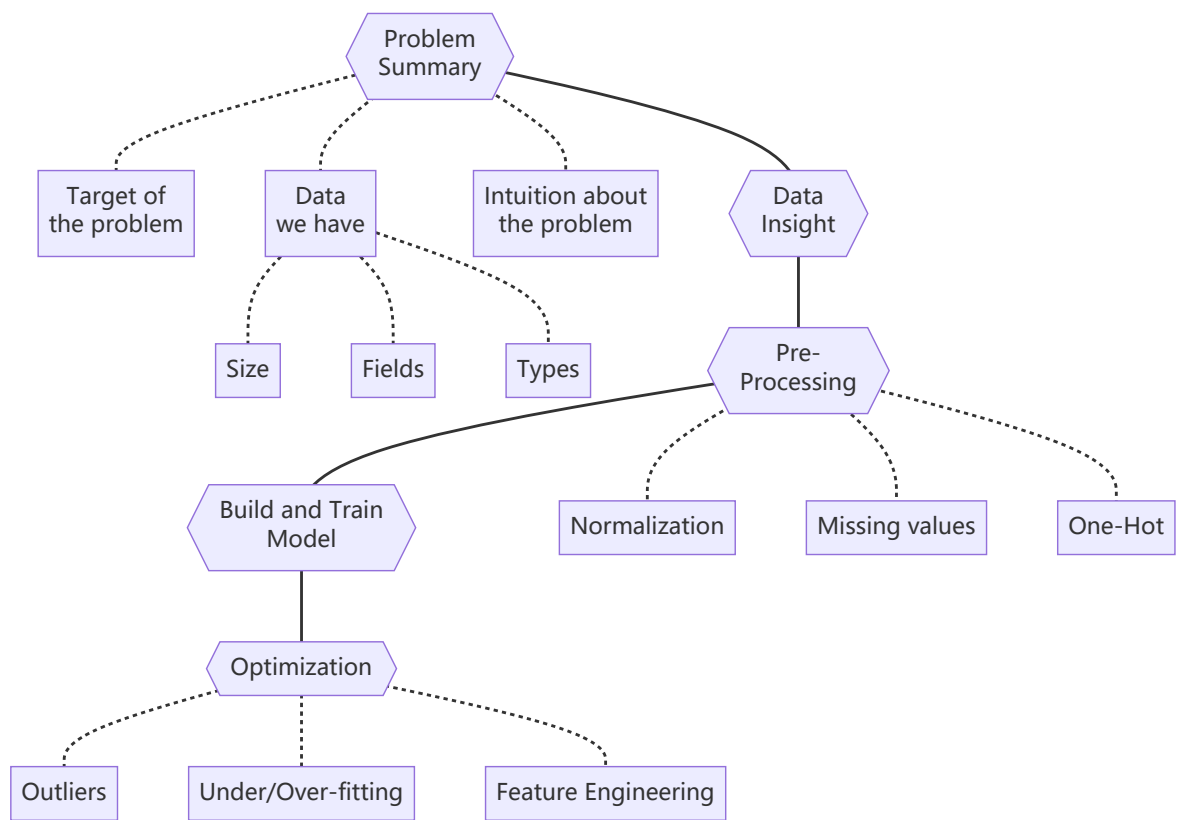 Problem
Summary
Target of
the problem
Data
we have
Intuition about
the problem
Data
Insight
Size
Fields
Types
Pre-
Processing
Build and Train
Model
Normalization
Missing values
One-Hot
Optimization
Outliers
Under/Over-fitting
Feature Engineering